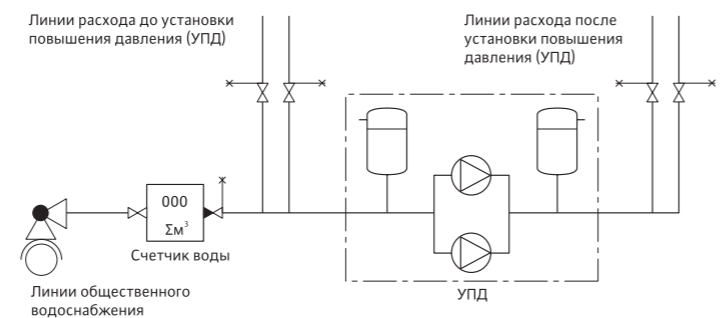 Линии расхода до установки
повышения давления (УПД)
Линии расхода после
установки повышения
давления (УПД)
000
Σм³
Счетчик воды
Линии общественного
водоснабжения
УПД